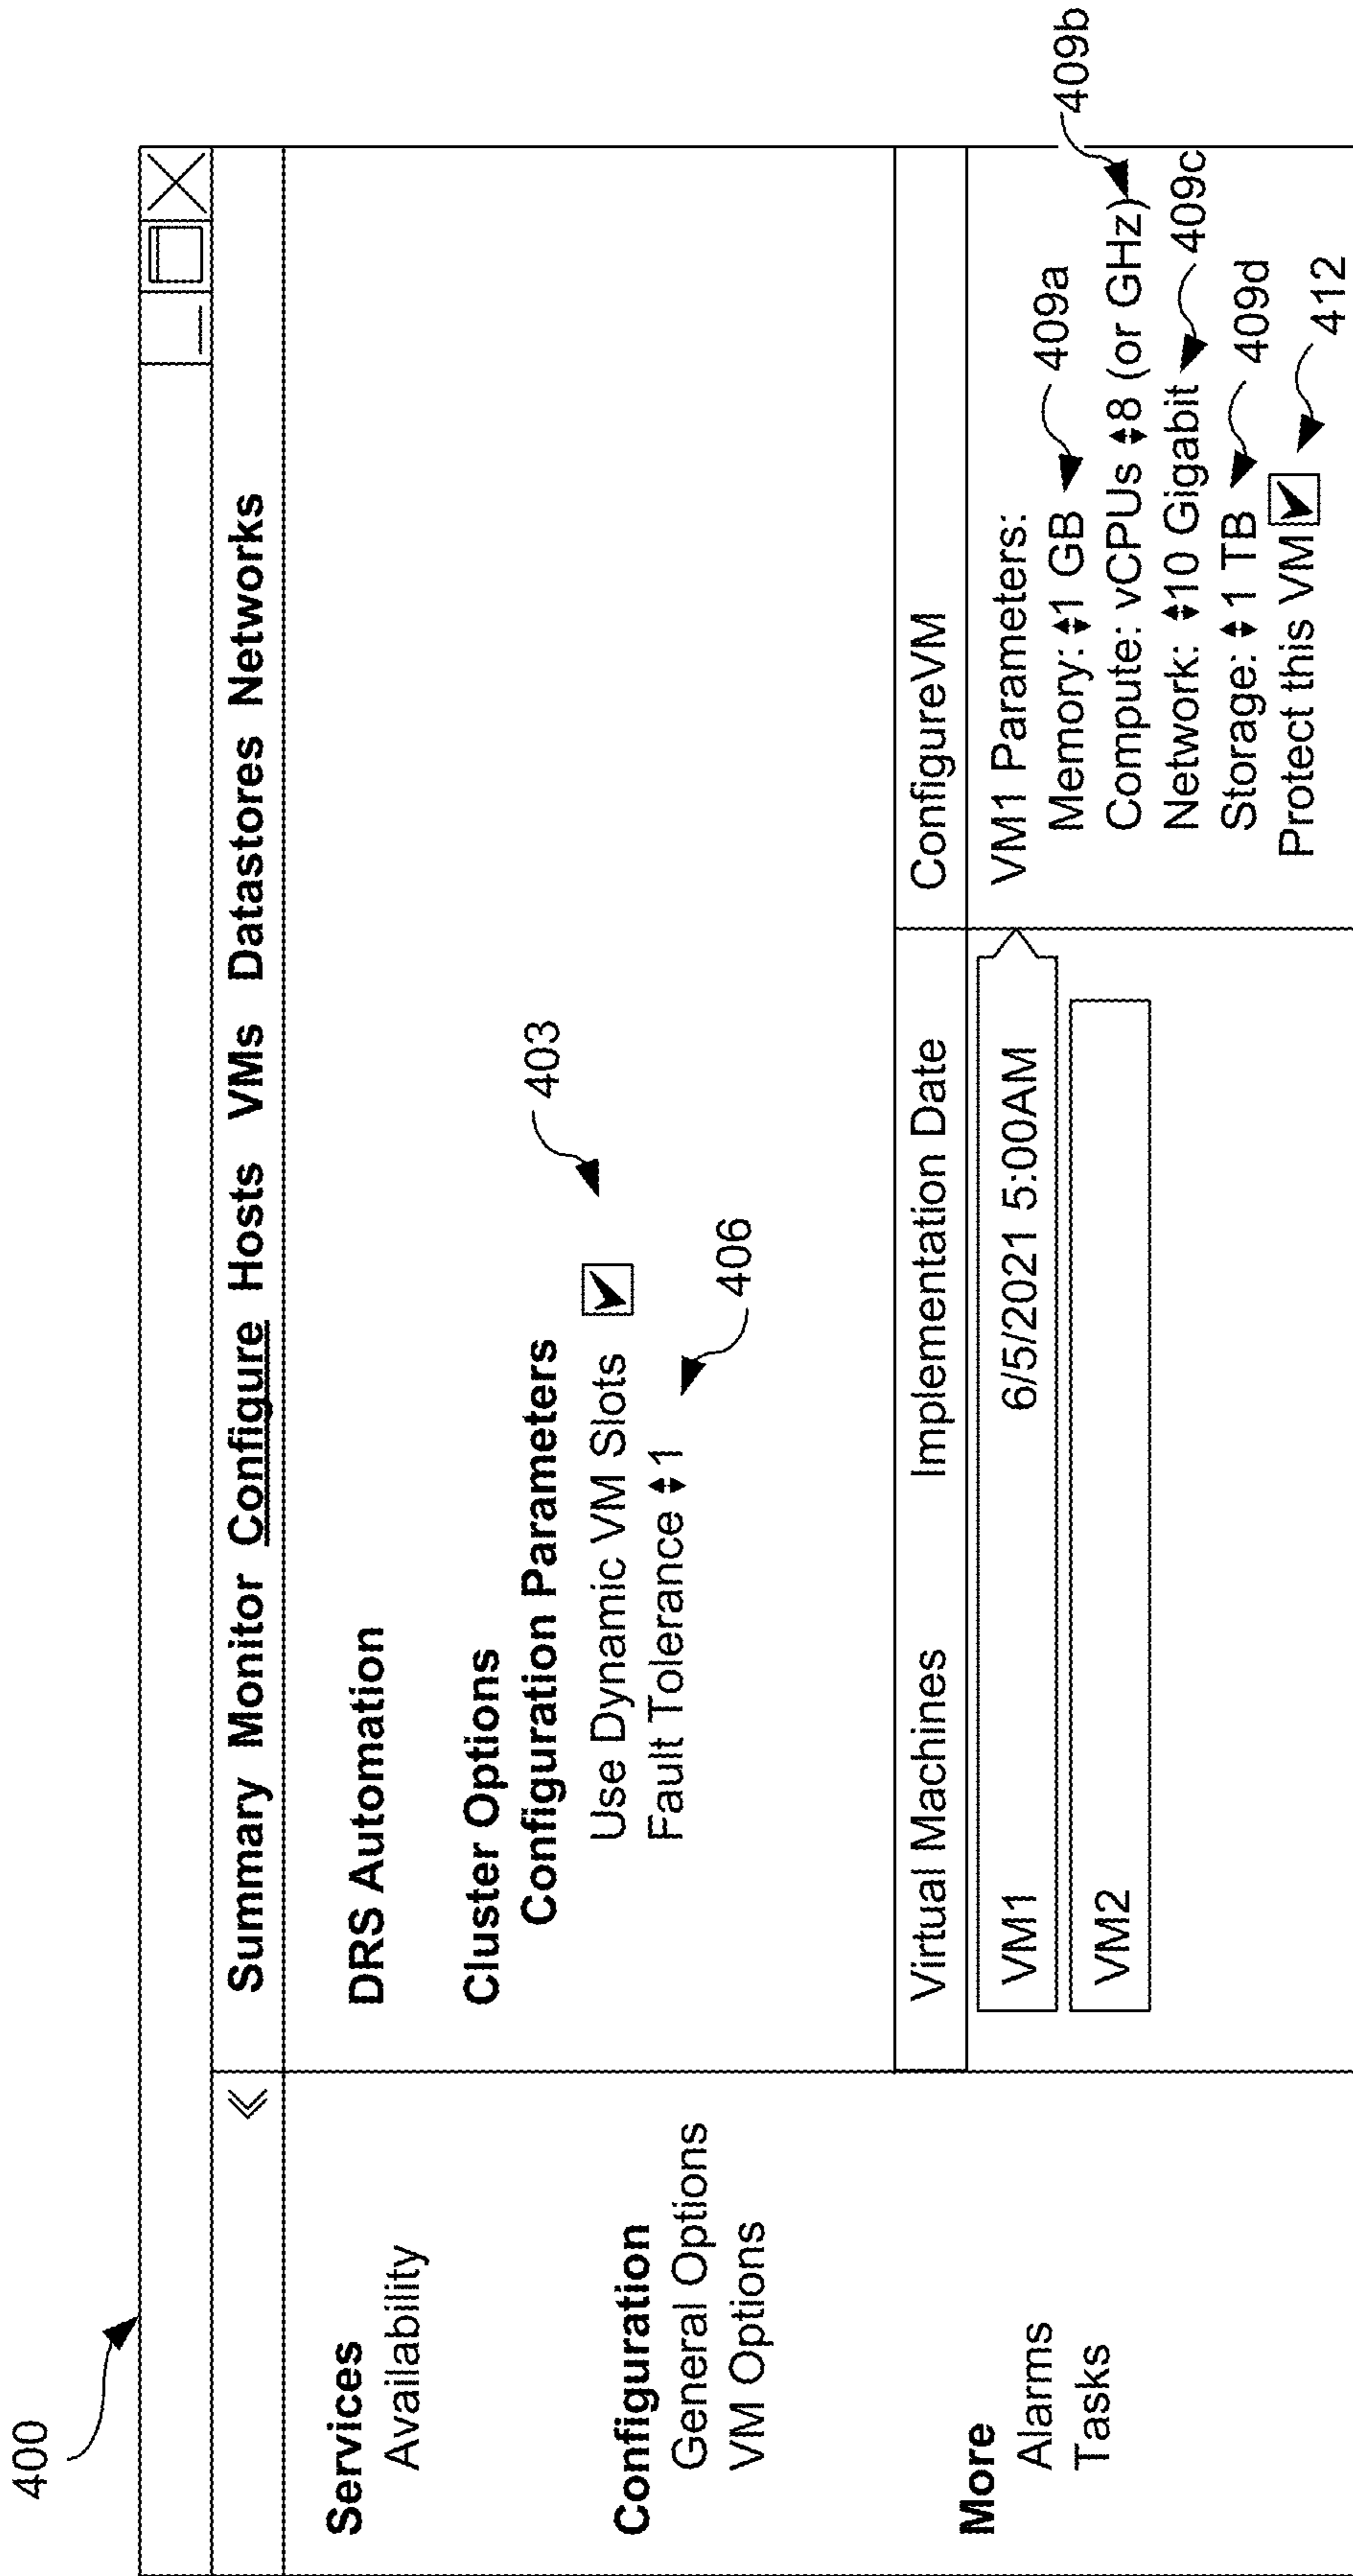 400
Summary Monitor Configure Hosts VMs Datastores Networks
Services
Availability
Configuration
General Options
VM Options
More
Alarms
Tasks
DRS Automation
Cluster Options
Configuration Parameters
Use Dynamic VM Slots
403
Fault Tolerance 1
406
Virtual Machines Implementation Date ConfigureVM
VM1 6/5/2021 5:00AM
VM2
VM1 Parameters:
Memory: 1 GB 409a
Compute: vCPUs 8 (or GHz) 409b
Network: 10 Gigabit 409c
Storage: 1 TB 409d
Protect this VM 412